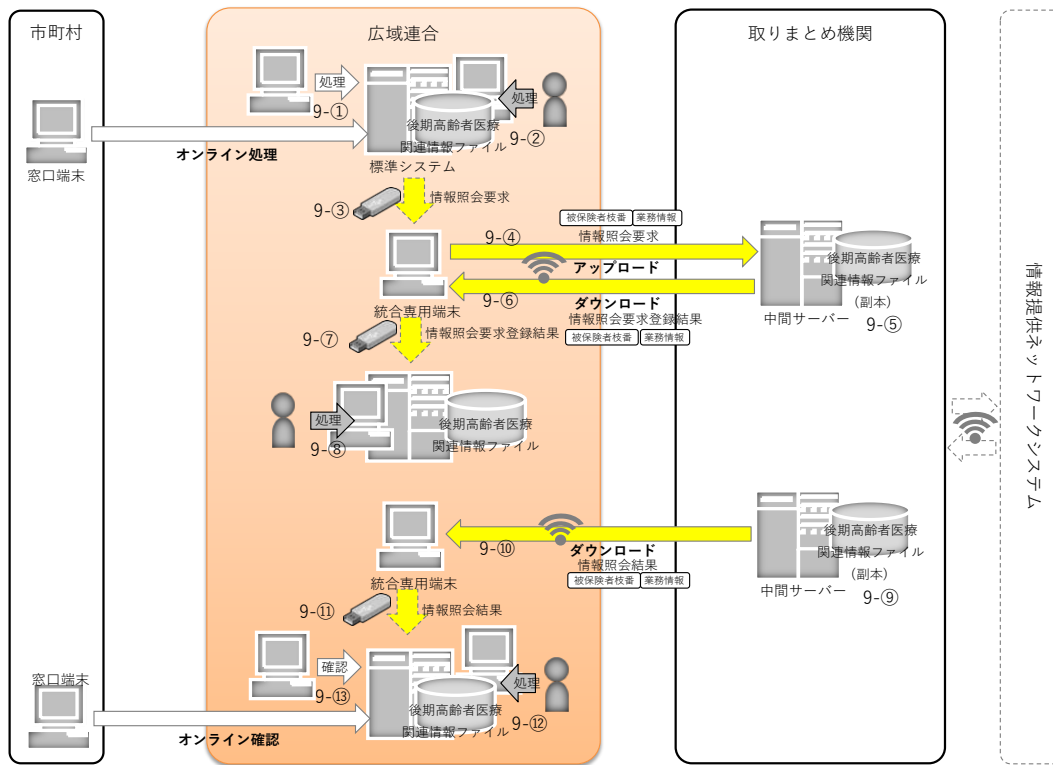 市町村
広域連合
取りまとめ機関
処理
9-①
処理
9-②
後期高齢者医療
関連情報ファイル
標準システム
オンライン処理
窓口端末
9-③
情報照会要求
被保険者枝番
業務情報
9-④
情報照会要求
アップロード
後期高齢者医療
関連情報ファイル
(副本)
中間サーバー
9-⑤
9-⑥
ダウンロード
情報照会要求登録結果
被保険者枝番
業務情報
統合専用端末
9-⑦
情報照会要求登録結果
処理
9-⑧
後期高齢者医療
関連情報ファイル
情報提供ネットワークシステム
後期高齢者医療
関連情報ファイル
(副本)
中間サーバー
9-⑨
9-⑩
ダウンロード
情報照会結果
被保険者枝番
業務情報
統合専用端末
9-⑪
情報照会結果
確認
9-⑬
処理
9-⑫
後期高齢者医療
関連情報ファイル
窓口端末
オンライン確認